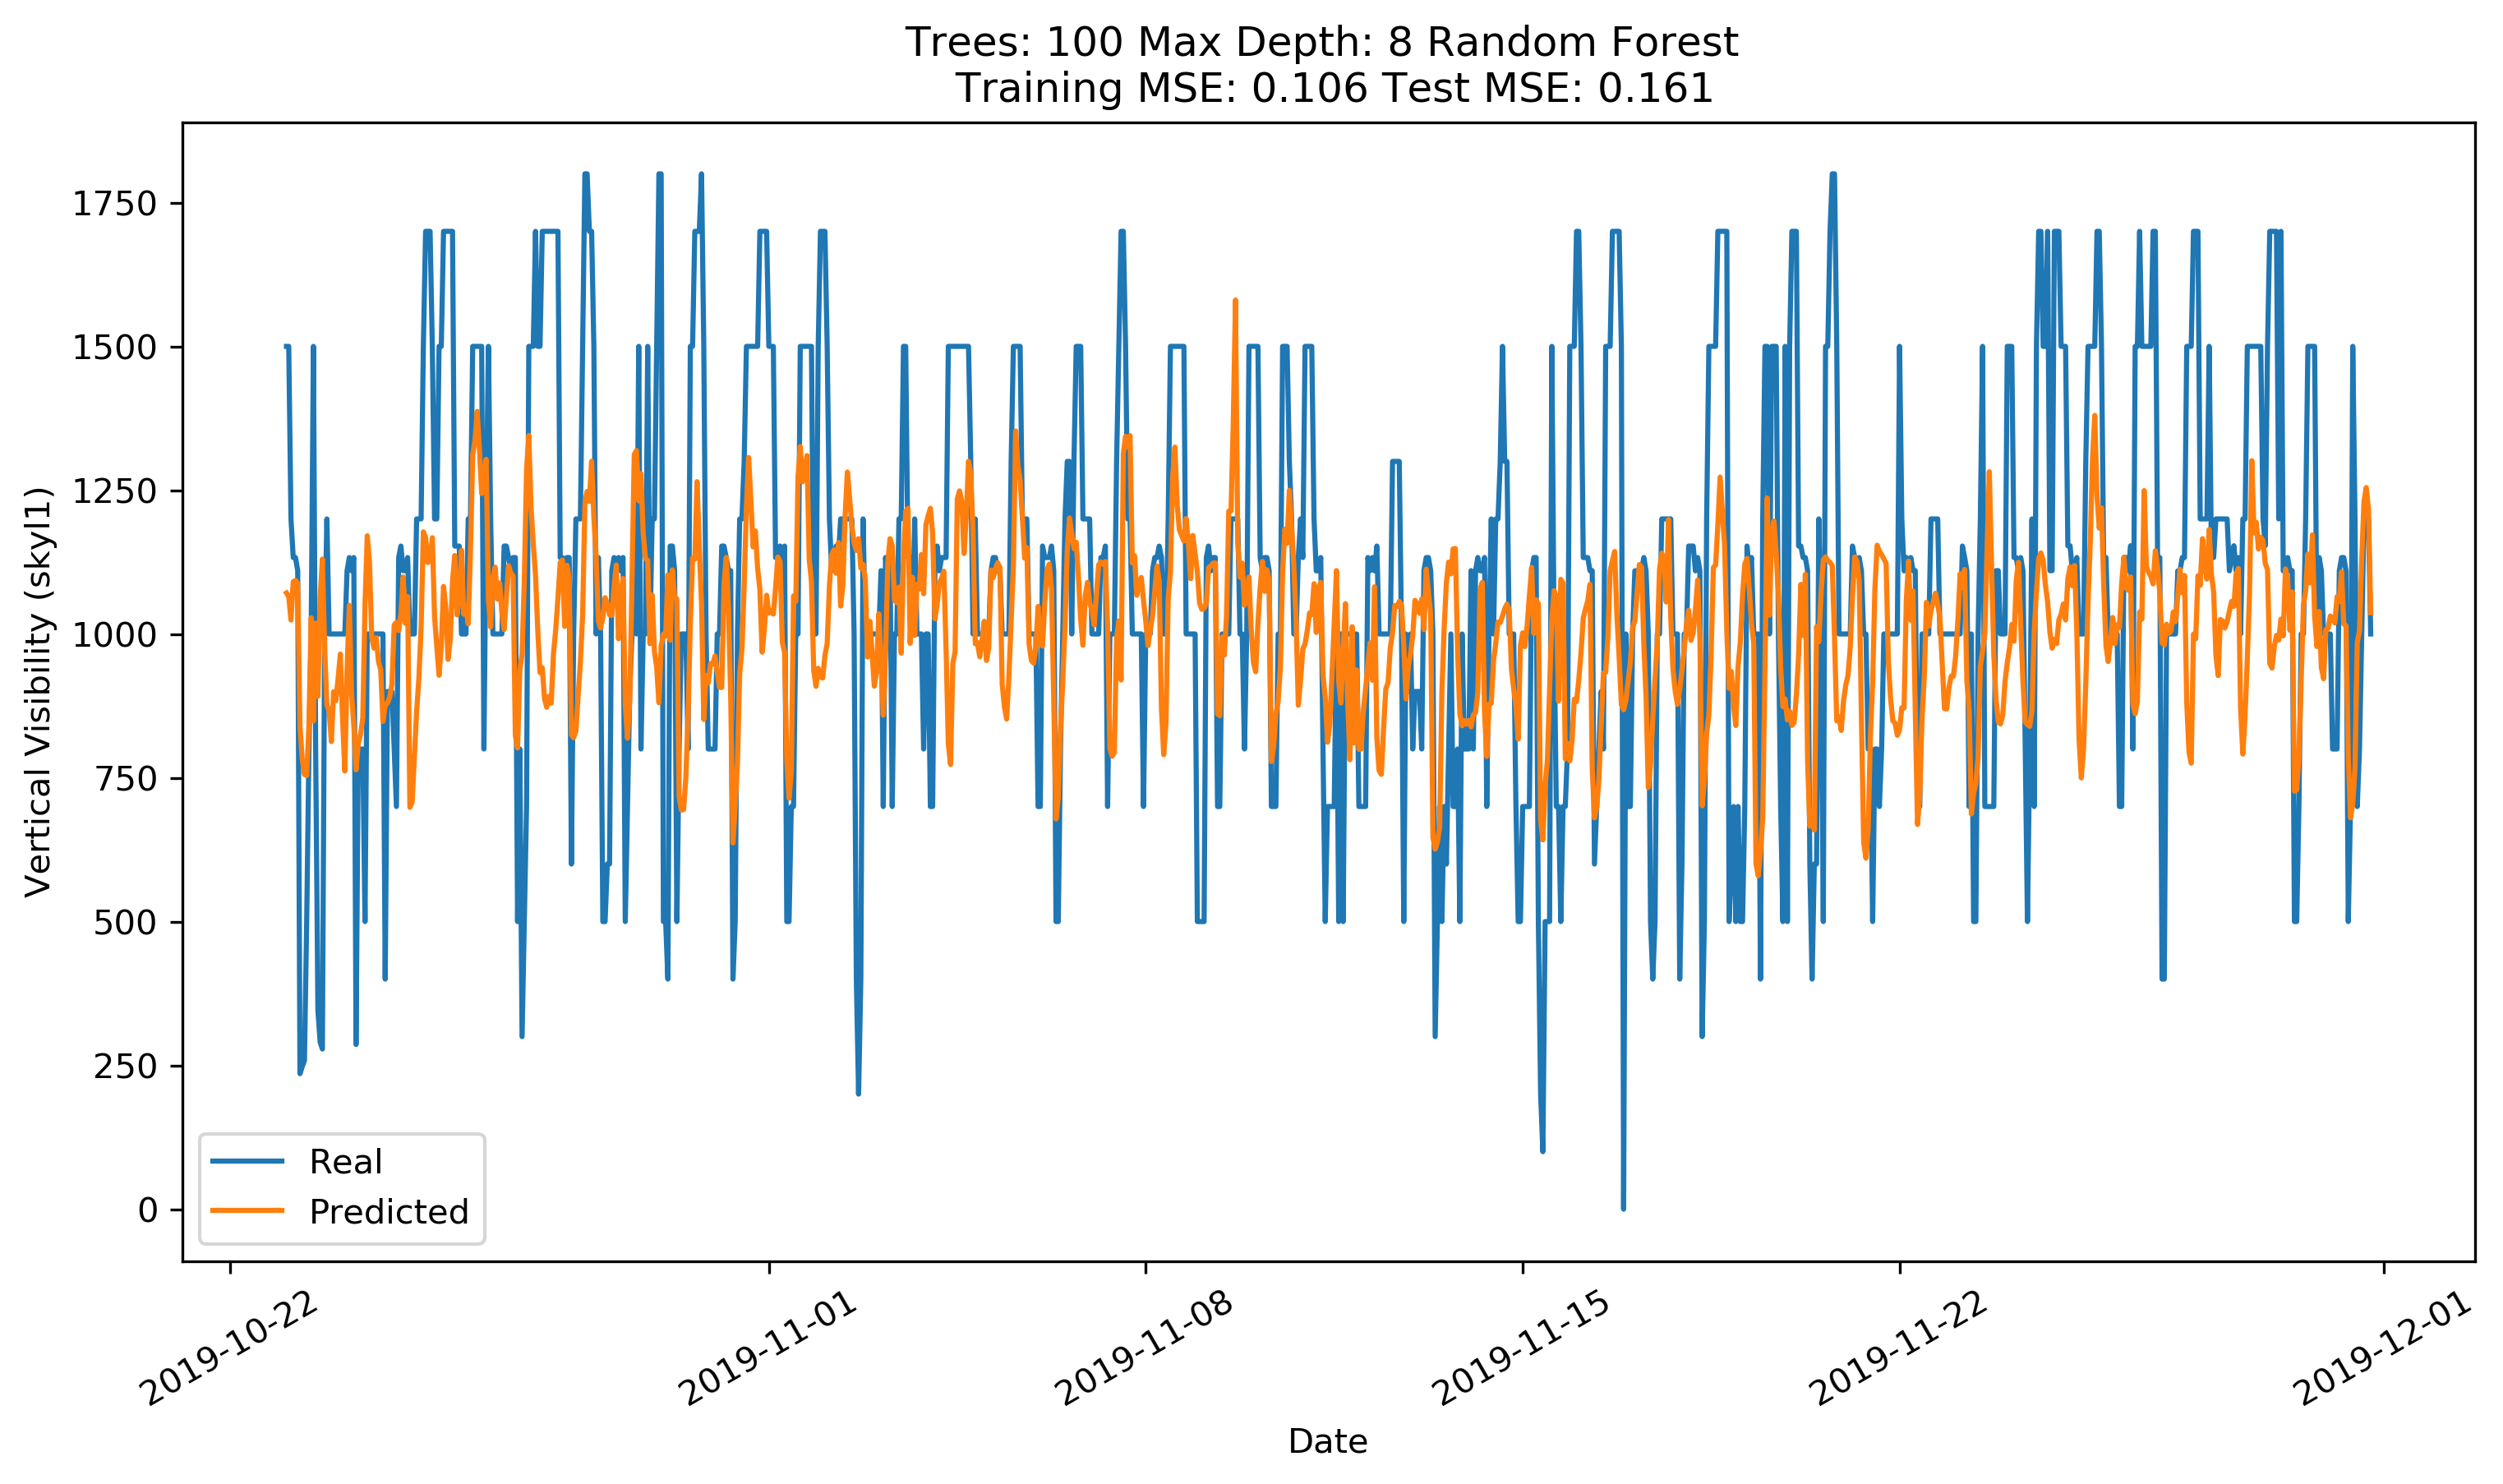 Trees: 100 Max Depth: 8 Random Forest
Training MSE: 0.106 Test MSE: 0.161
Vertical Visibility (skyl1)
1750
1500
1250
1000
750
500
250
0
Real
Predicted
2019-10-22
2019-11-01
2019-11-08
2019-11-15
2019-11-22
2019-12-01
Date